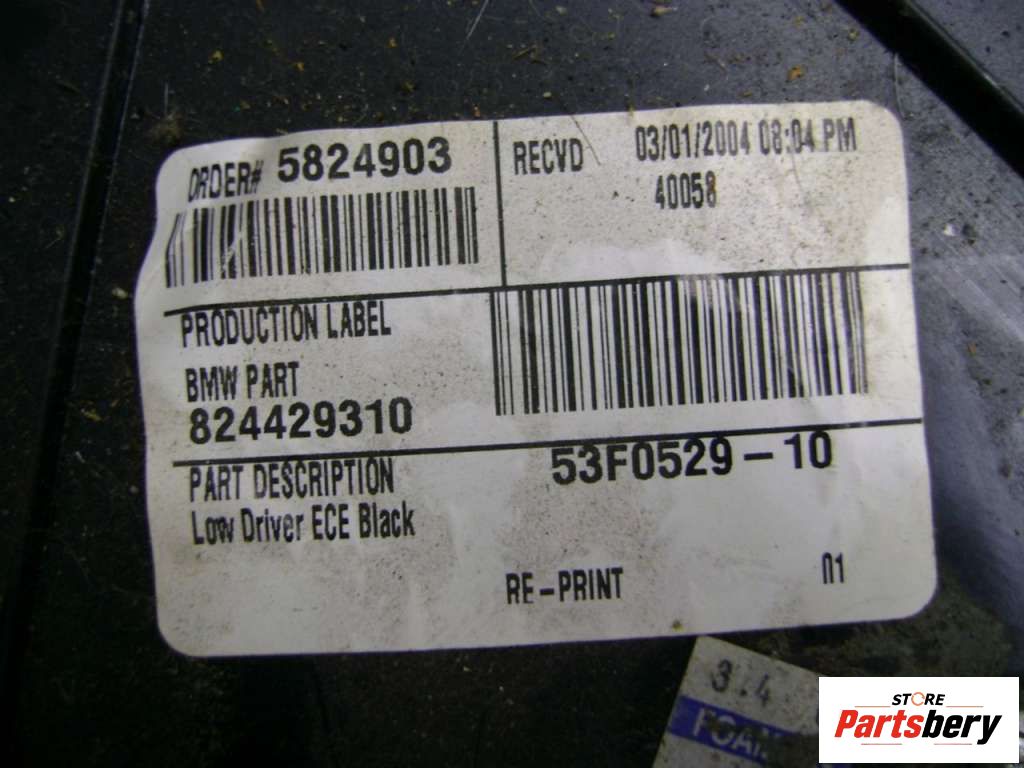 ORDER# 5824903
RECVD 03/01/2004 08:04 PM
40058
PRODUCTION LABEL
BMW PART
824429310
53F0529-10
PART DESCRIPTION
Low Driver ECE Black
RE-PRINT 01
3.4
FOAM
STORE
Partsbery